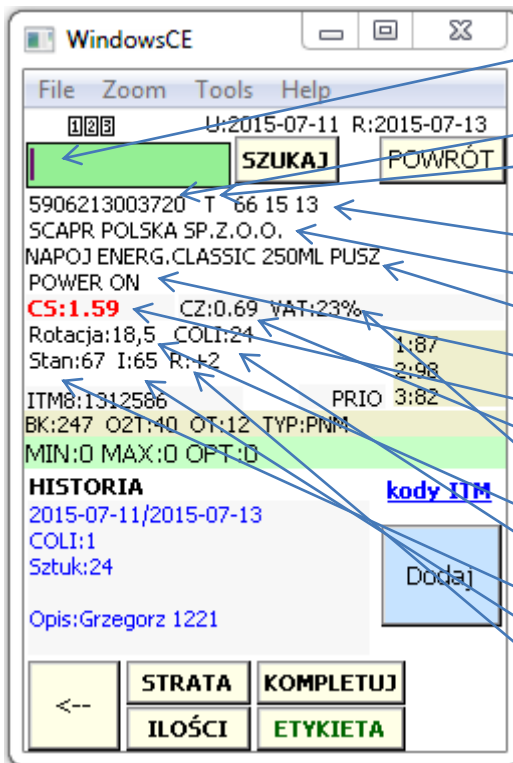 WindowsCE
File Zoom Tools Help
123 U:2015-07-11 R:2015-07-13
SZUKAJ POWRÓT
5906213003720 T 66 15 13
SCAPR POLSKA SP.Z.O.O.
NAPOJ ENERG.CLASSIC 250ML PUSZ
POWER ON
CS:1.59 CZ:0.69 VAT:23%
Rotacja:18,5 COLI:24 1:87
Stan:67 I:65 R:+2 2:98
ITM8:1312586 PRIO 3:82
BK:247 O2T:40 OT:12 TYP:PNM
MIN:0 MAX:0 OPT:0
HISTORIA kody ITM
2015-07-11/2015-07-13
COLI:1
Sztuk:24
Dodaj
Opis:Grzegorz 1221
<-- STRATA KOMPLETUJ
ILOŚCI ETYKIETA